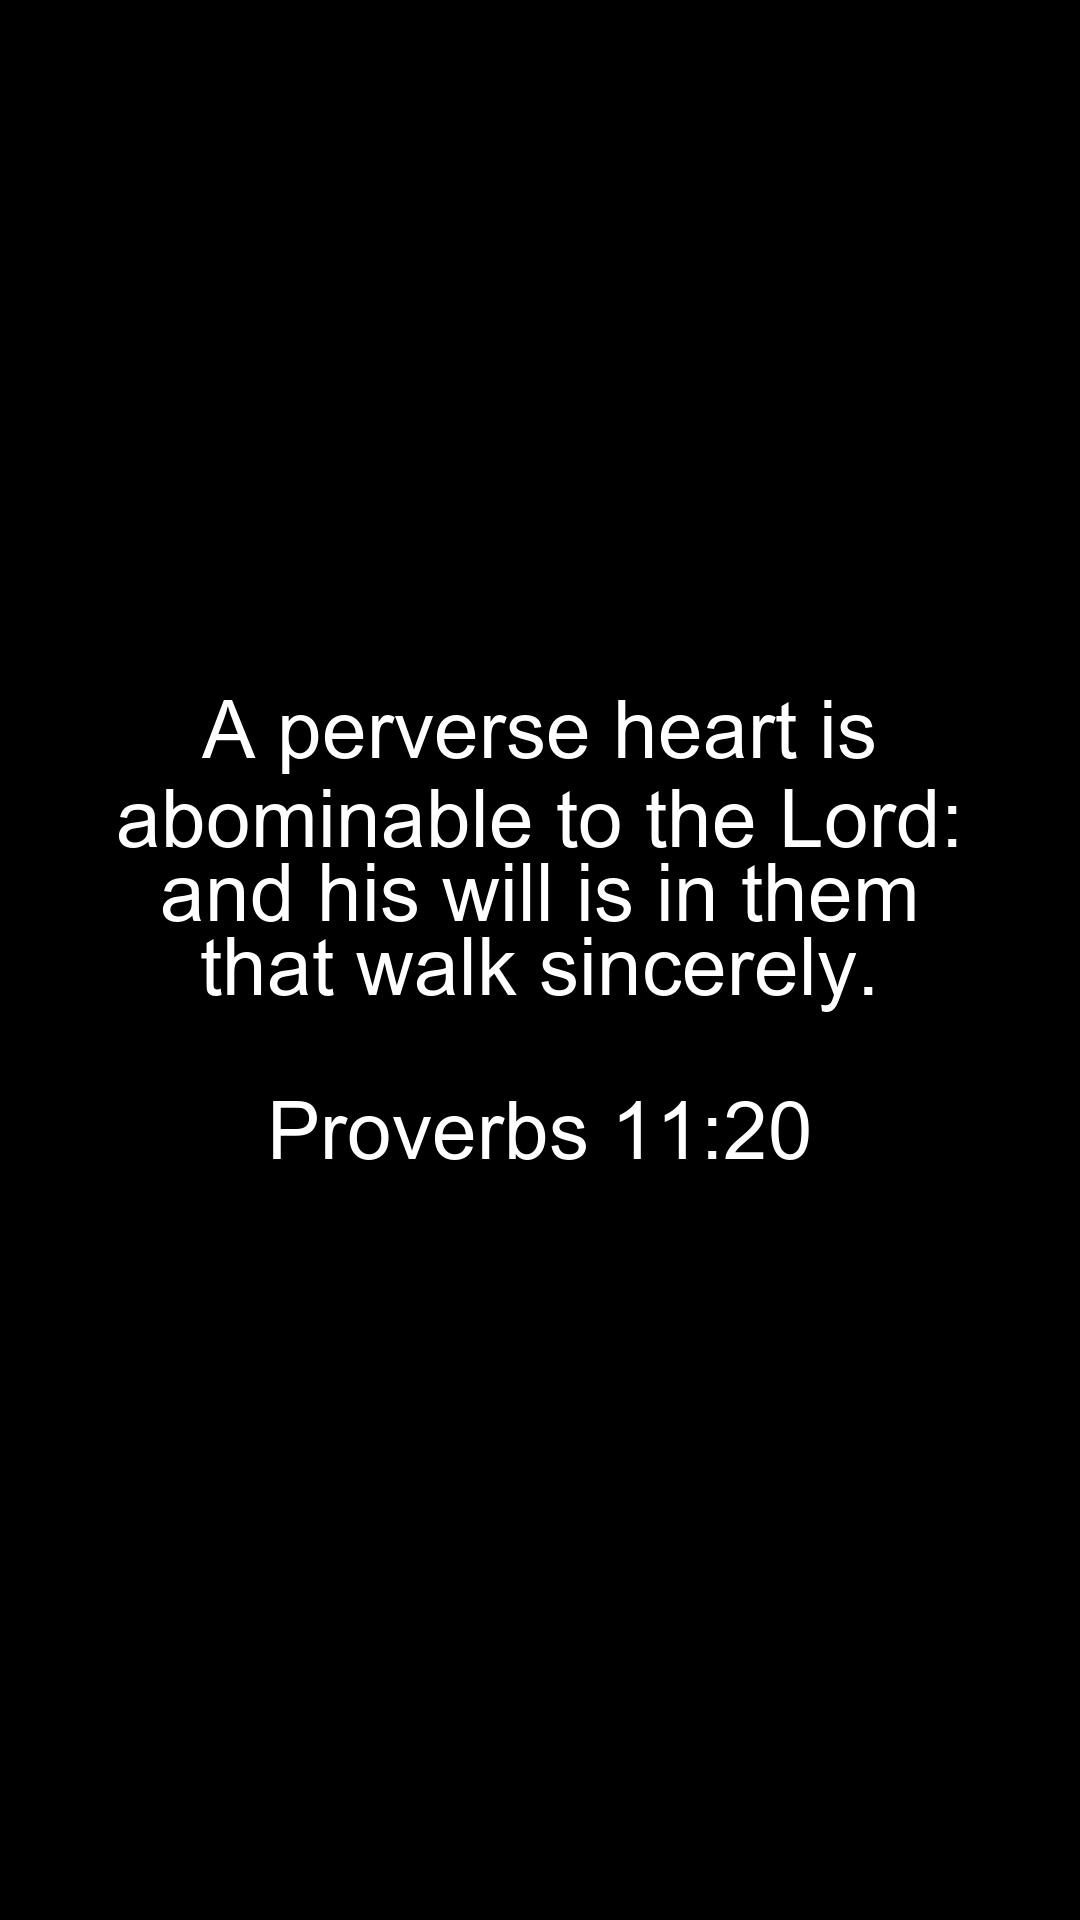 A perverse heart is
abominable to the Lord:
and his will is in them
that walk sincerely.
Proverbs 11:20